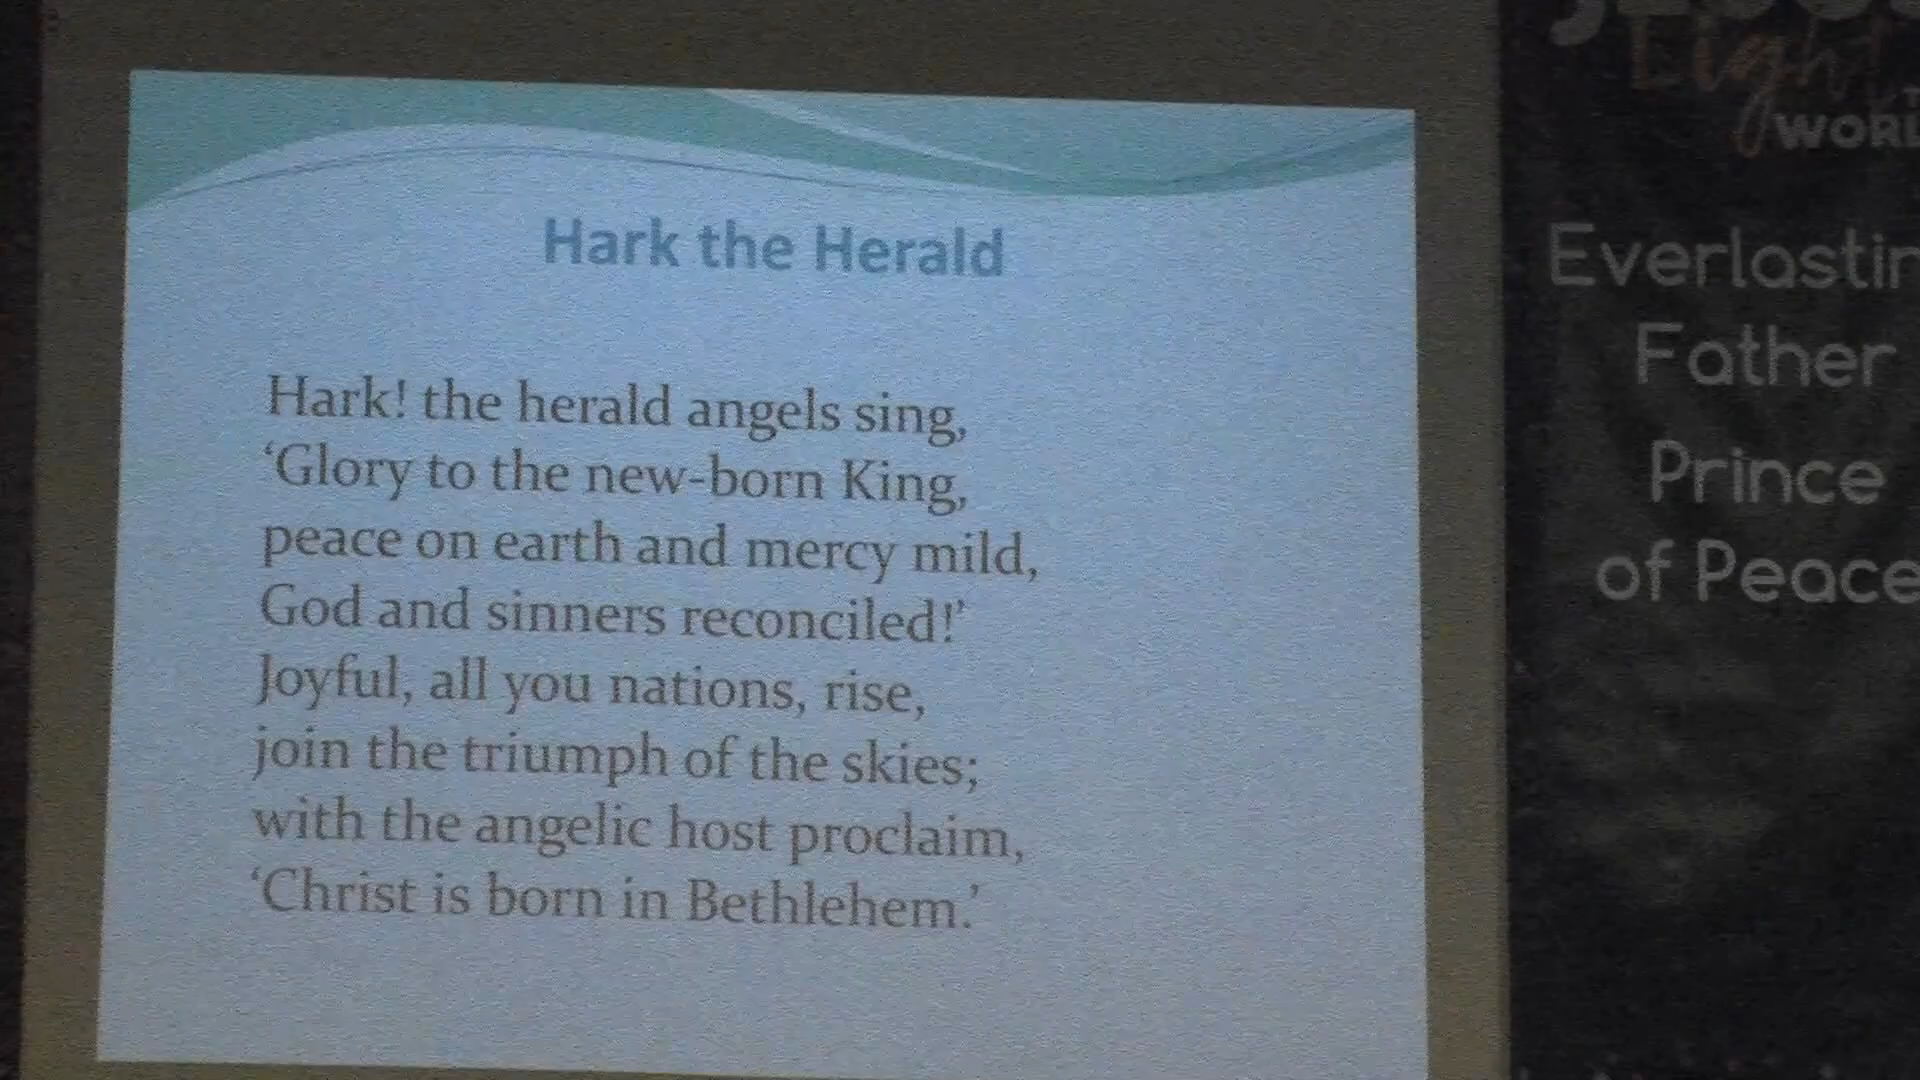 Hark the Herald
Hark! the herald angels sing,
‘Glory to the new-born King,
peace on earth and mercy mild,
God and sinners reconciled!’
Joyful, all you nations, rise,
join the triumph of the skies;
with the angelic host proclaim,
‘Christ is born in Bethlehem.’
Light
Father
Prince
of Peace